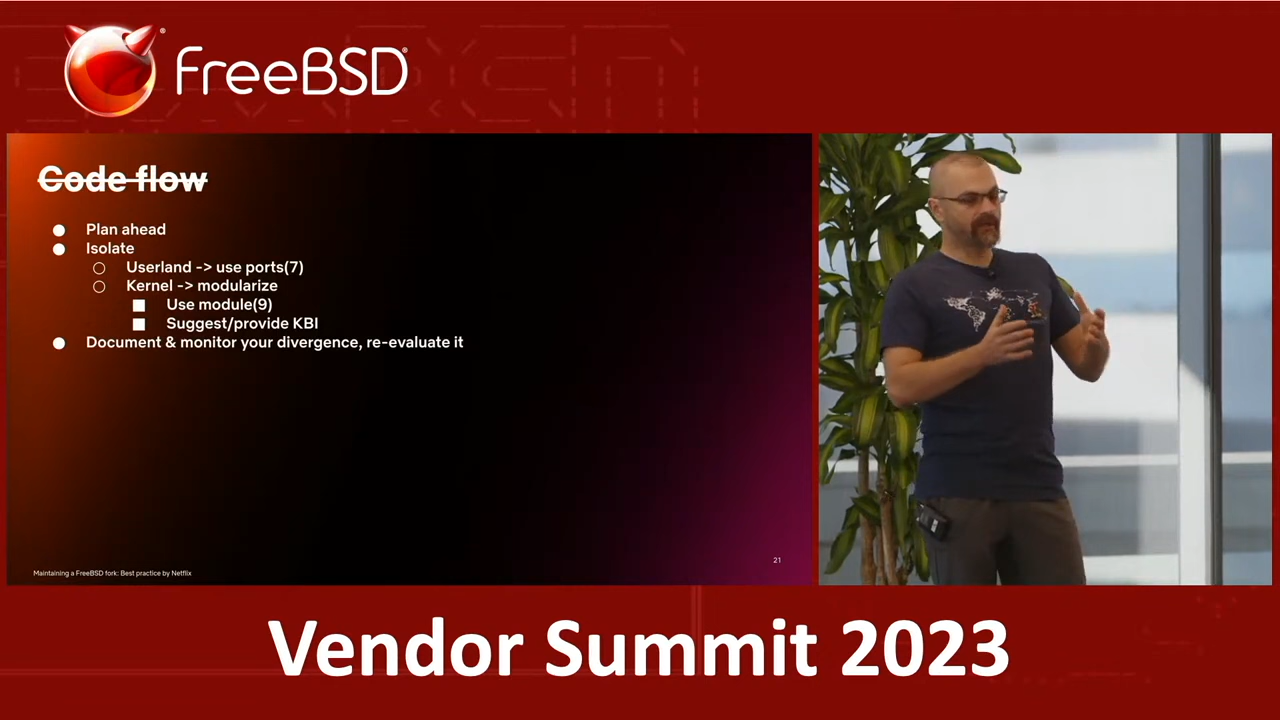 FreeBSD®
Code flow
● Plan ahead
● Isolate
○ Userland -> use ports(7)
○ Kernel -> modularize
■ Use module(9)
■ Suggest/provide KBI
● Document & monitor your divergence, re-evaluate it
21
Maintaining a FreeBSD fork: Best practice by Netflix
Vendor Summit 2023